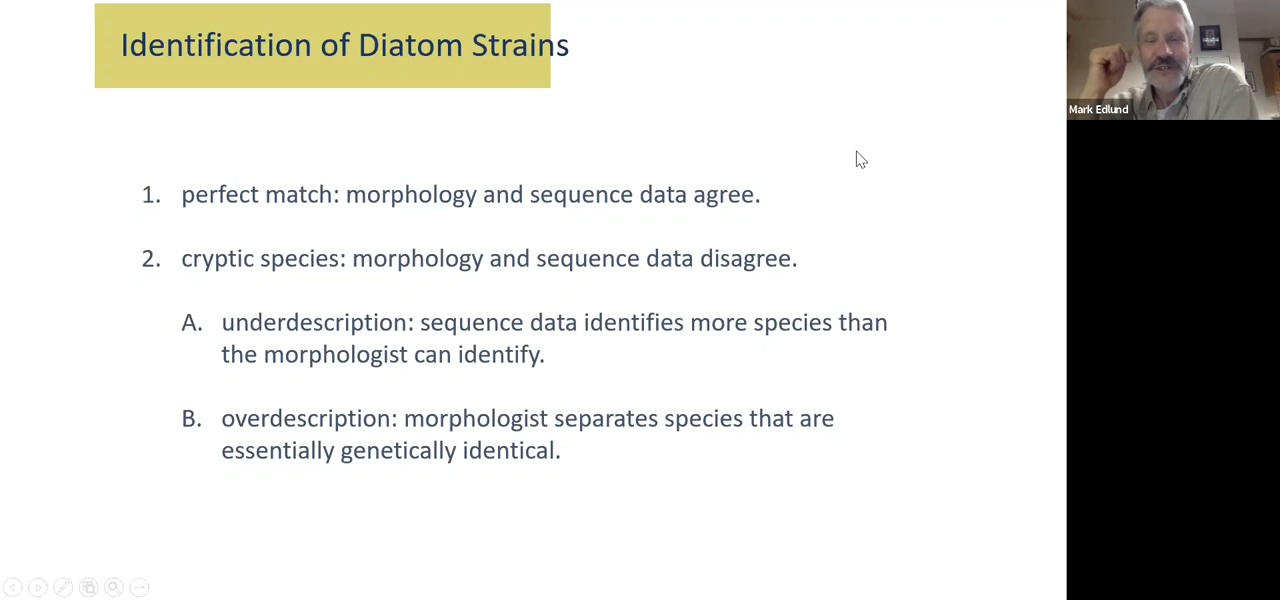 Identification of Diatom Strains
Mark Edlund
1. perfect match: morphology and sequence data agree.
2. cryptic species: morphology and sequence data disagree.
A. underdescription: sequence data identifies more species than
the morphologist can identify.
B. overdescription: morphologist separates species that are
essentially genetically identical.